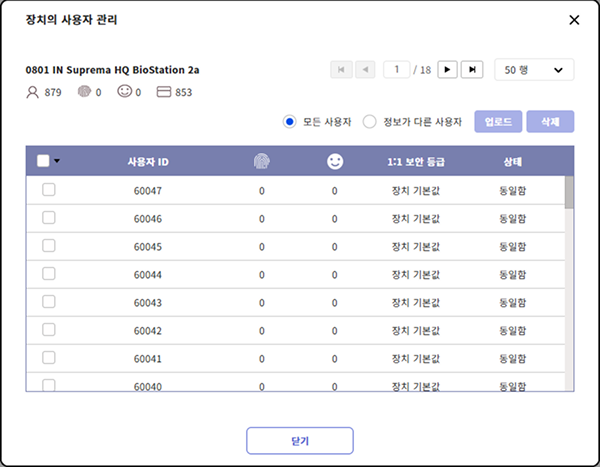 장치의 사용자 관리
0801 IN Suprema HQ BioStation 2a
1 / 18 50 행
879 0 0 853
모든 사용자 정보가 다른 사용자 업로드 삭제
사용자 ID 1:1 보안 등급 상태
60047 0 0 장치 기본값 동일함
60046 0 0 장치 기본값 동일함
60045 0 0 장치 기본값 동일함
60044 0 0 장치 기본값 동일함
60043 0 0 장치 기본값 동일함
60042 0 0 장치 기본값 동일함
60041 0 0 장치 기본값 동일함
60040 0 0 장치 기본값 동일함
닫기